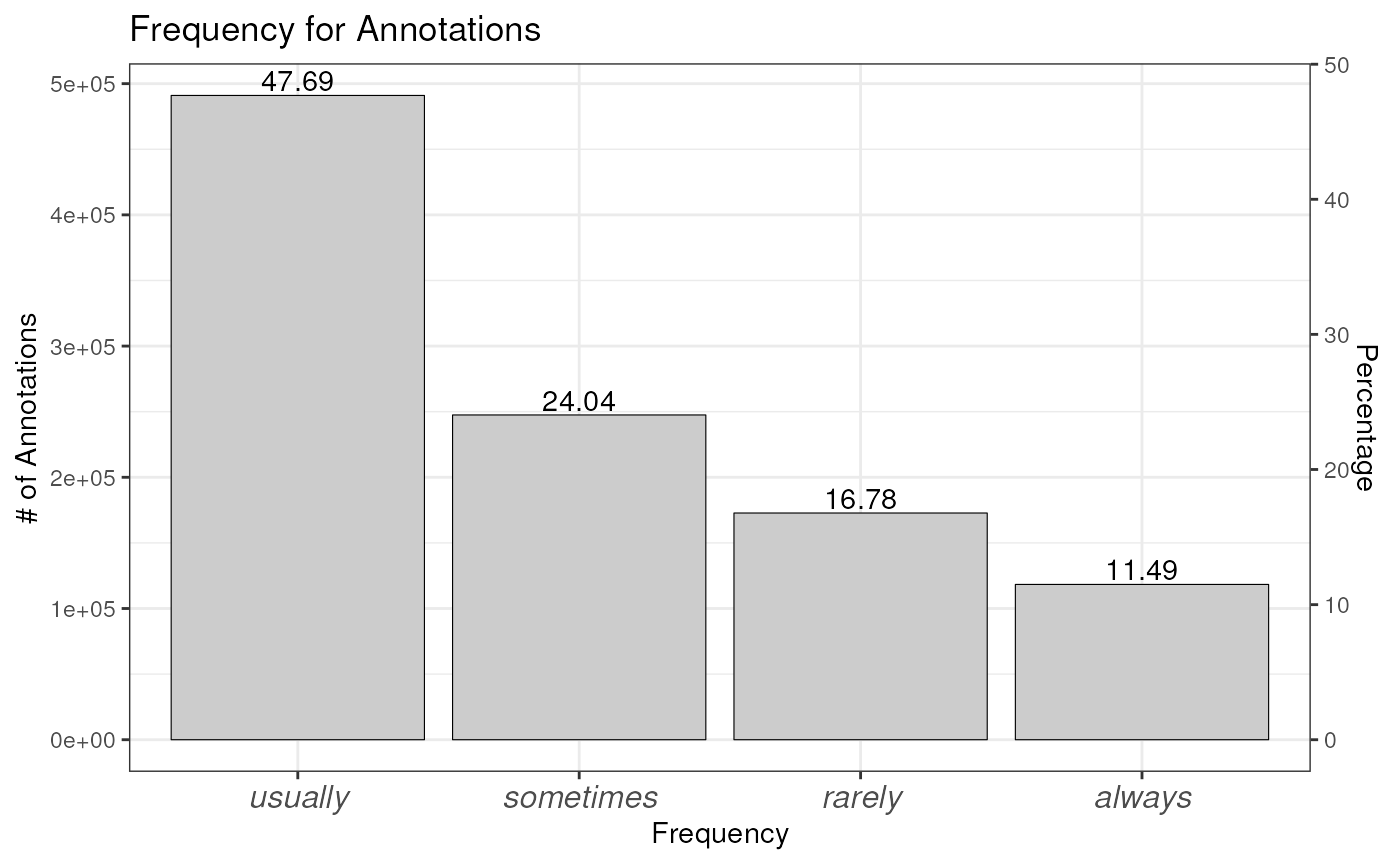 Frequency for Annotations
5e+05
4e+05
3e+05
2e+05
1e+05
0e+00
# of Annotations
47.69
24.04
16.78
11.49
50
40
30
20
10
0
Percentage
usually
sometimes
rarely
always
Frequency